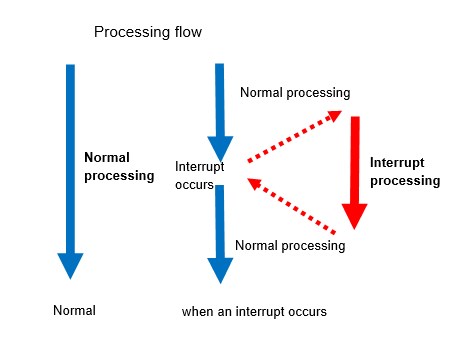 Processing flow
Normal processing
Normal
processing
Interrupt
occurs
Interrupt
processing
Normal processing
Normal
when an interrupt occurs